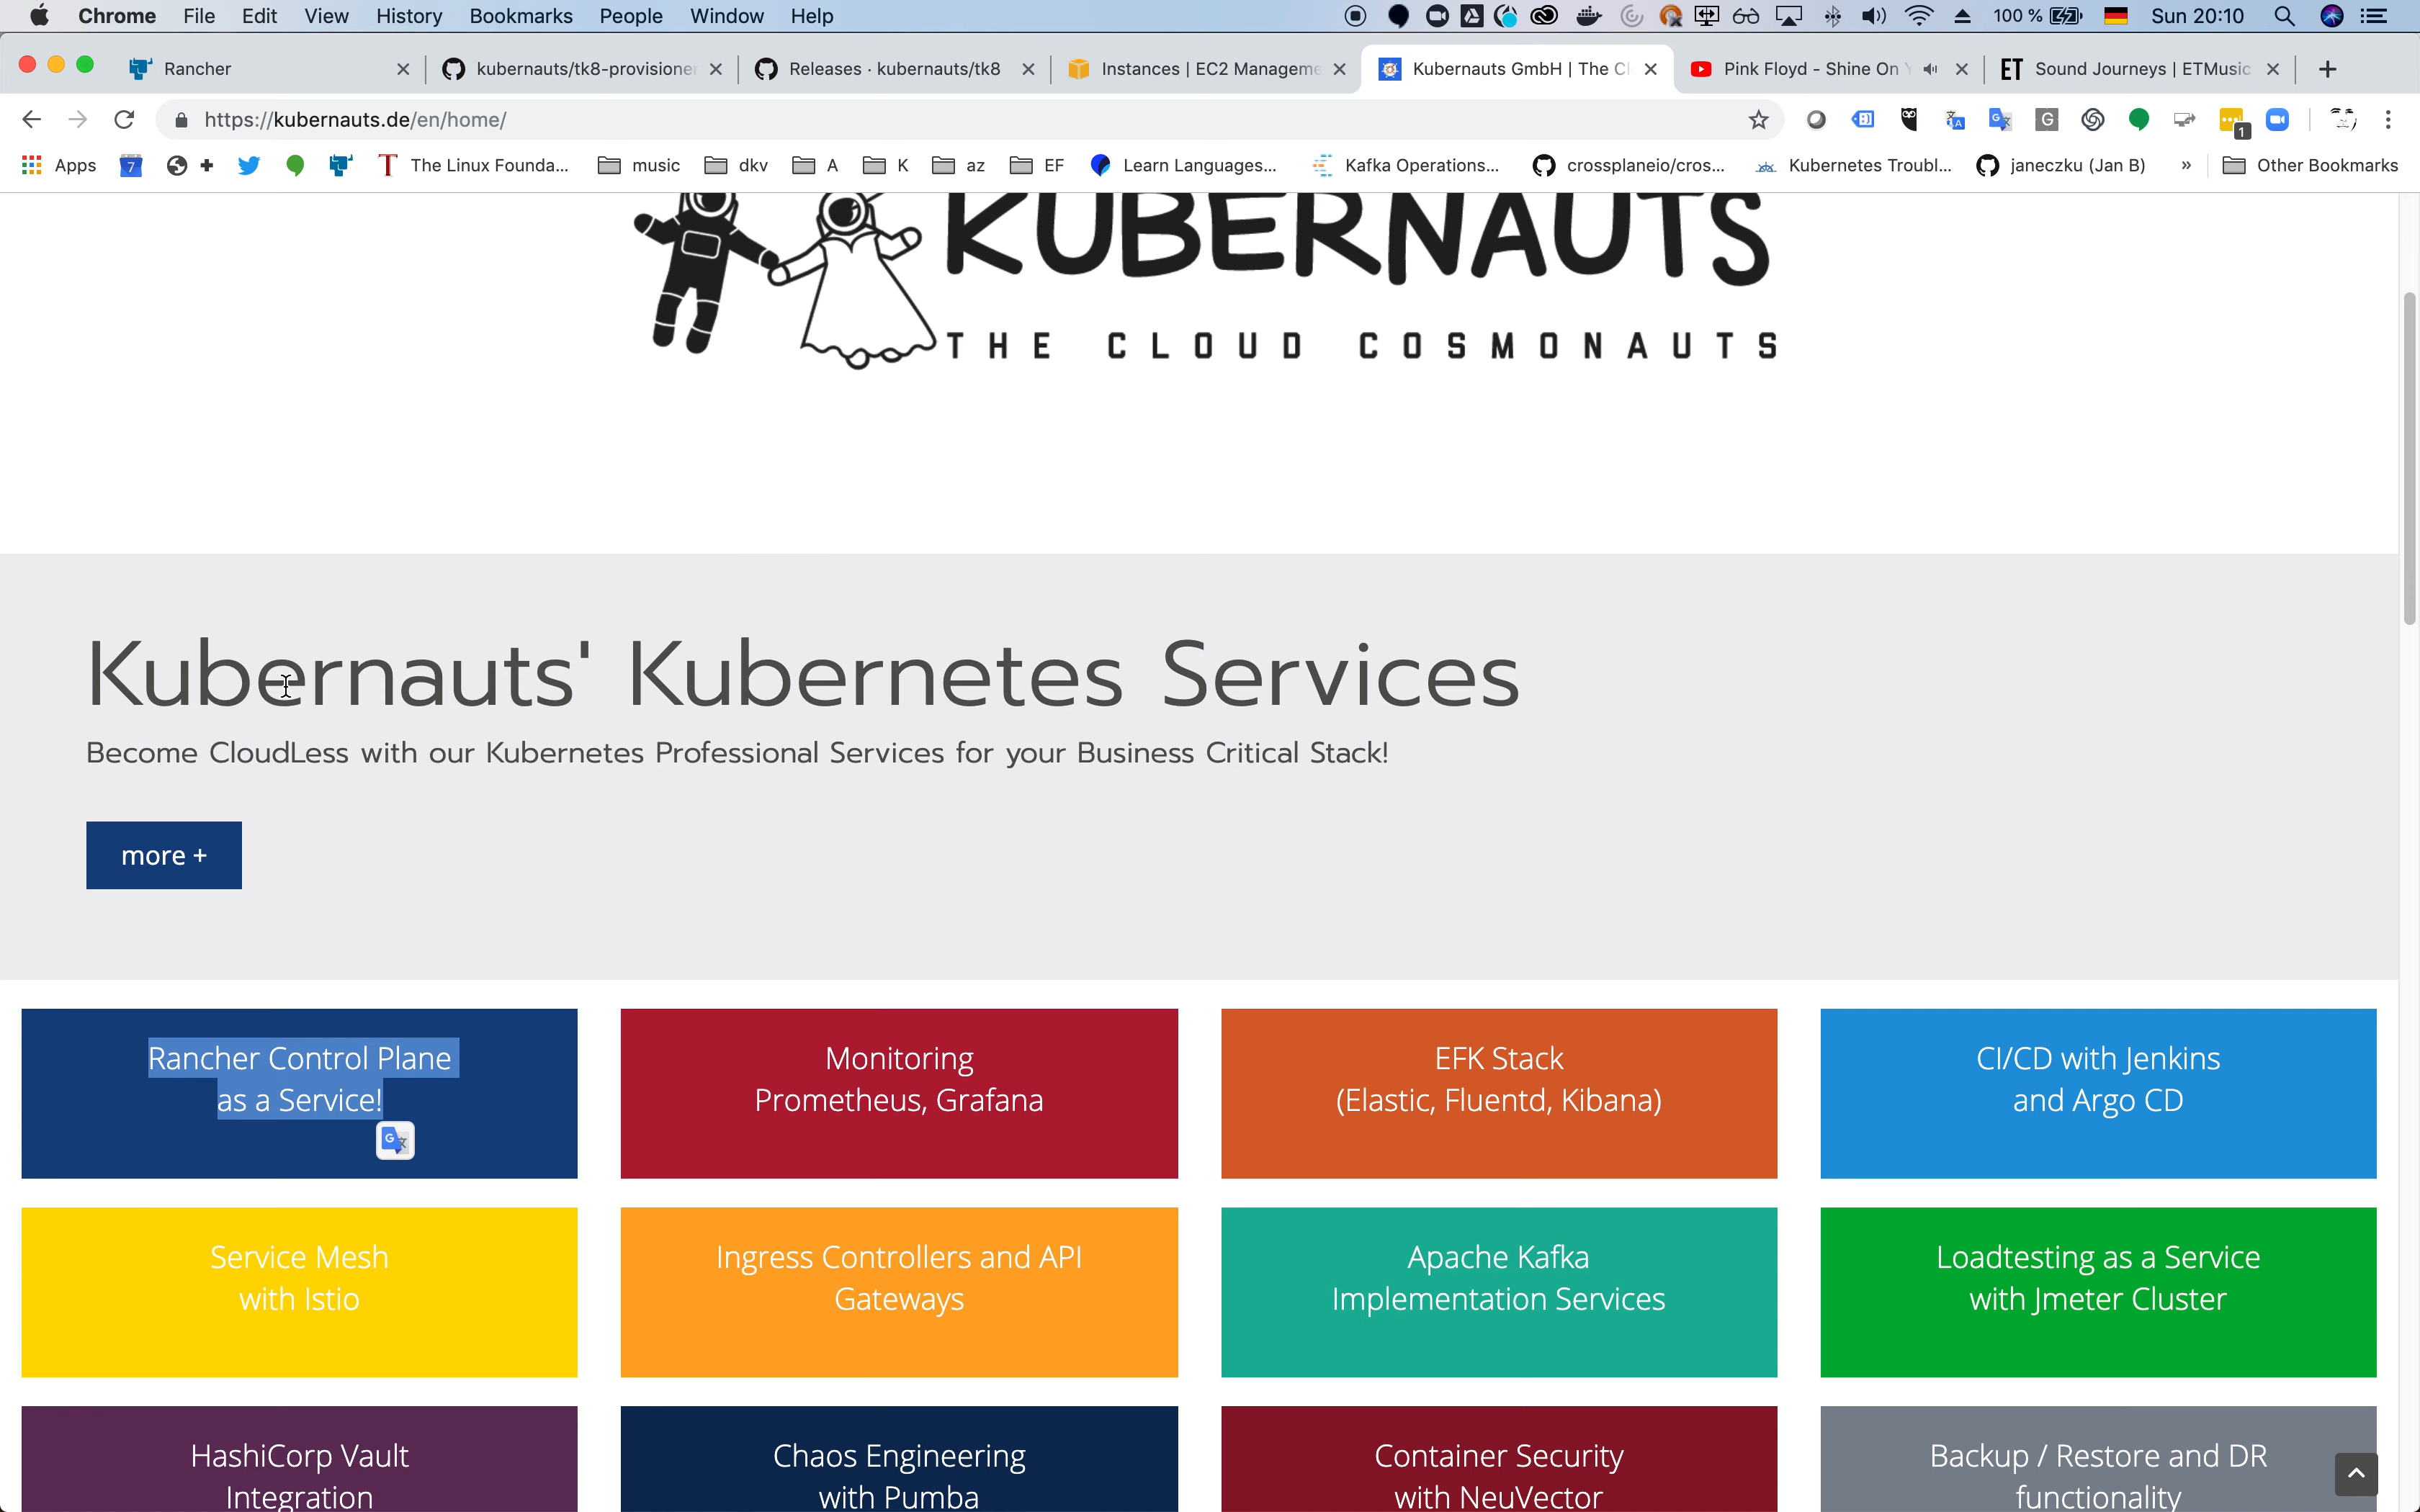 Chrome File Edit View History Bookmarks People Window Help 100 % Sun 20:10
Rancher kubernauts/tk8-provisione Releases · kubernauts/tk8 Instances | EC2 Manageme Kubernauts GmbH | The Cl Pink Floyd - Shine On ET Sound Journeys | ETMusic
https://kubernauts.de/en/home/ 1
Apps 7 The Linux Founda... music dkv A K az EF Learn Languages... Kafka Operations... crossplaneio/cros... Kubernetes Troubl... janeczku (Jan B) » Other Bookmarks
KUBERNAUTS
THE CLOUD COSMONAUTS
Kubernauts' Kubernetes Services
Become CloudLess with our Kubernetes Professional Services for your Business Critical Stack!
more +
Rancher Control Plane
as a Service!
Monitoring
Prometheus, Grafana
EFK Stack
(Elastic, Fluentd, Kibana)
CI/CD with Jenkins
and Argo CD
Service Mesh
with Istio
Ingress Controllers and API
Gateways
Apache Kafka
Implementation Services
Loadtesting as a Service
with Jmeter Cluster
HashiCorp Vault
Integration
Chaos Engineering
with Pumba
Container Security
with NeuVector
Backup / Restore and DR
functionality